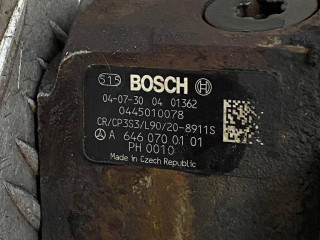 515 BOSCH
04-07-30 04 01362
0445010078
CR/CP3S3/L90/20-8911S
A 646 070 01 01
PH 0010
Made in Czech Republic